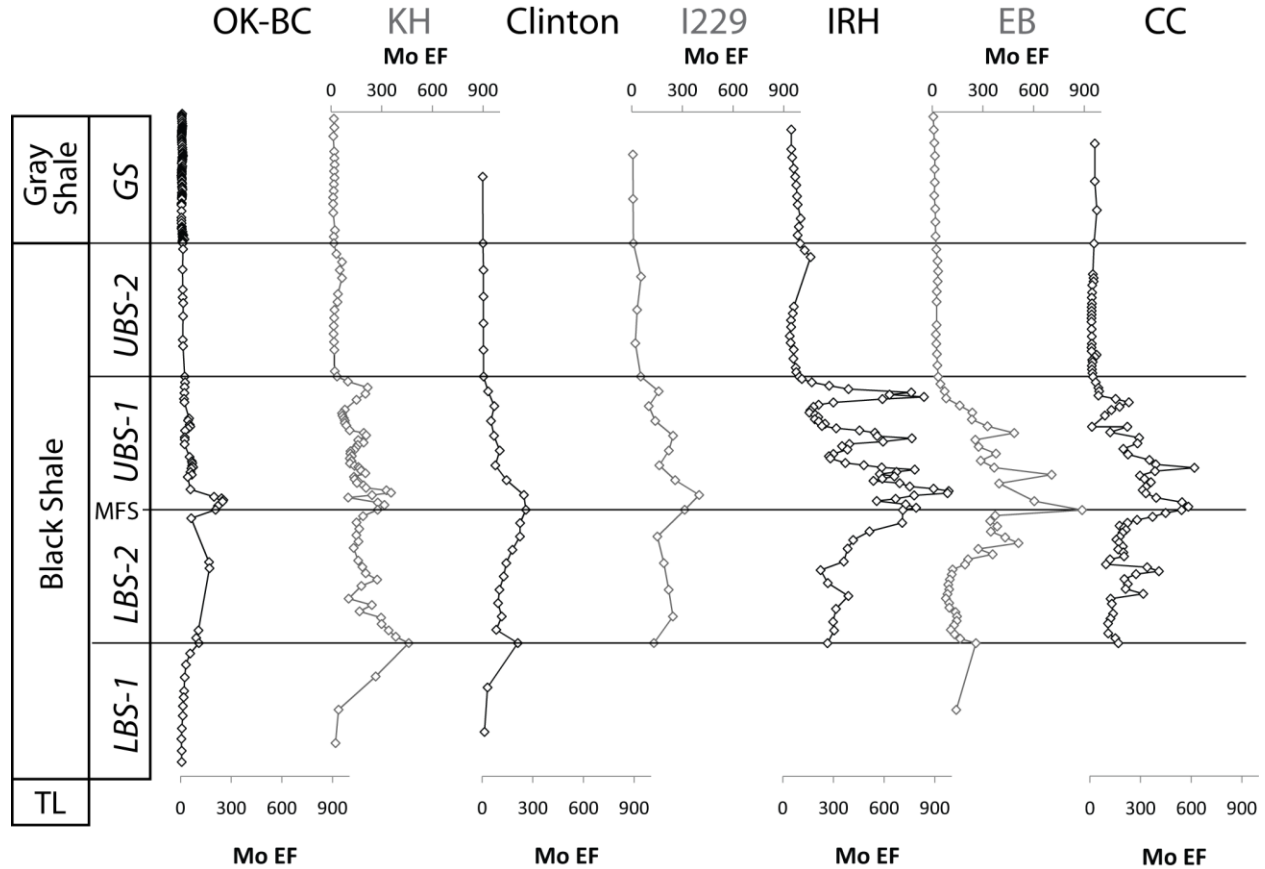 OK-BC KH Clinton I229 IRH EB CC
Mo EF Mo EF Mo EF
0 300 600 900 0 300 600 900 0 300 600 900
Gray Shale
GS
UBS-2
UBS-1
Black Shale
MFS
LBS-2
LBS-1
TL
0 300 600 900 0 300 600 900 0 300 600 900 0 300 600 900
Mo EF Mo EF Mo EF Mo EF